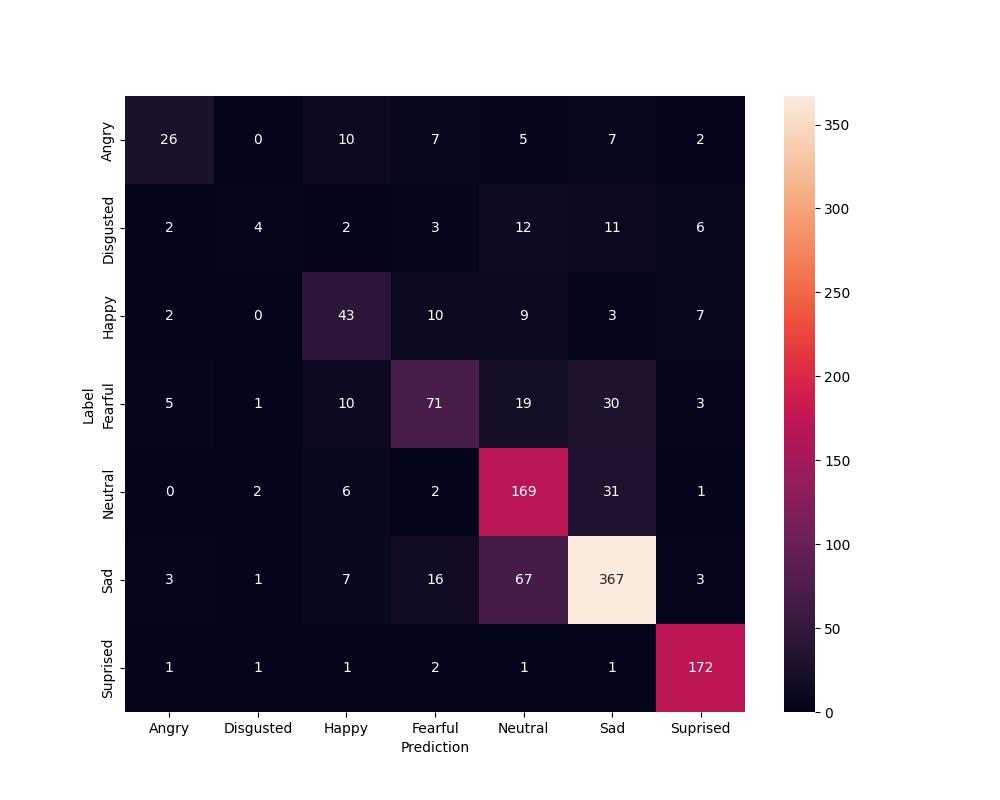 Angry 26 0 10 7 5 7 2
Disgusted 2 4 2 3 12 11 6
Happy 2 0 43 10 9 3 7
Fearful 5 1 10 71 19 30 3
Neutral 0 2 6 2 169 31 1
Sad 3 1 7 16 67 367 3
Suprised 1 1 1 2 1 1 172
Label
Angry Disgusted Happy Fearful Neutral Sad Suprised
Prediction
350
300
250
200
150
100
50
0